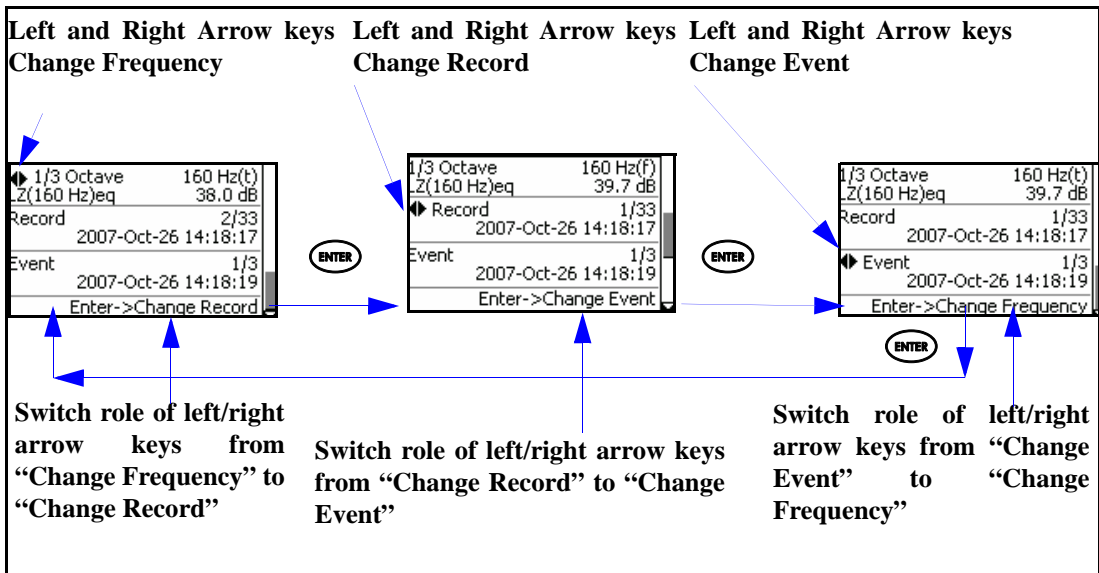 Left and Right Arrow keys
Change Frequency
Left and Right Arrow keys
Change Record
Left and Right Arrow keys
Change Event
1/3 Octave 160 Hz(t)
LZ(160 Hz)eq 38.0 dB
Record 2/33
2007-Oct-26 14:18:17
Event 1/3
2007-Oct-26 14:18:19
Enter->Change Record
ENTER
1/3 Octave 160 Hz(f)
LZ(160 Hz)eq 39.7 dB
Record 1/33
2007-Oct-26 14:18:17
Event 1/3
2007-Oct-26 14:18:19
Enter->Change Event
ENTER
1/3 Octave 160 Hz(t)
LZ(160 Hz)eq 39.7 dB
Record 1/33
2007-Oct-26 14:18:17
Event 1/3
2007-Oct-26 14:18:19
Enter->Change Frequency
ENTER
Switch role of left/right
arrow keys from
“Change Frequency” to
“Change Record”
Switch role of left/right arrow keys
from “Change Record” to “Change
Event”
Switch role of left/right
arrow keys from “Change
Event” to “Change
Frequency”